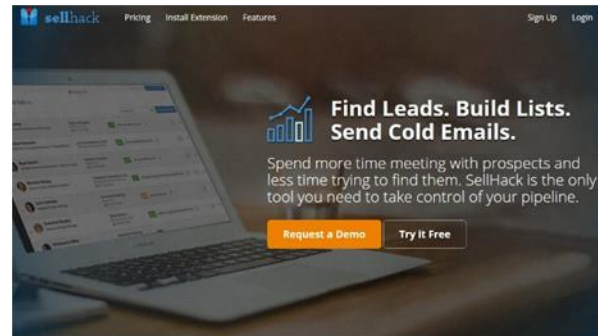 sellhack Pricing Install Extension Features Sign Up Login
Find Leads. Build Lists.
Send Cold Emails.
Spend more time meeting with prospects and
less time trying to find them. SellHack is the only
tool you need to take control of your pipeline.
Request a Demo Try it Free